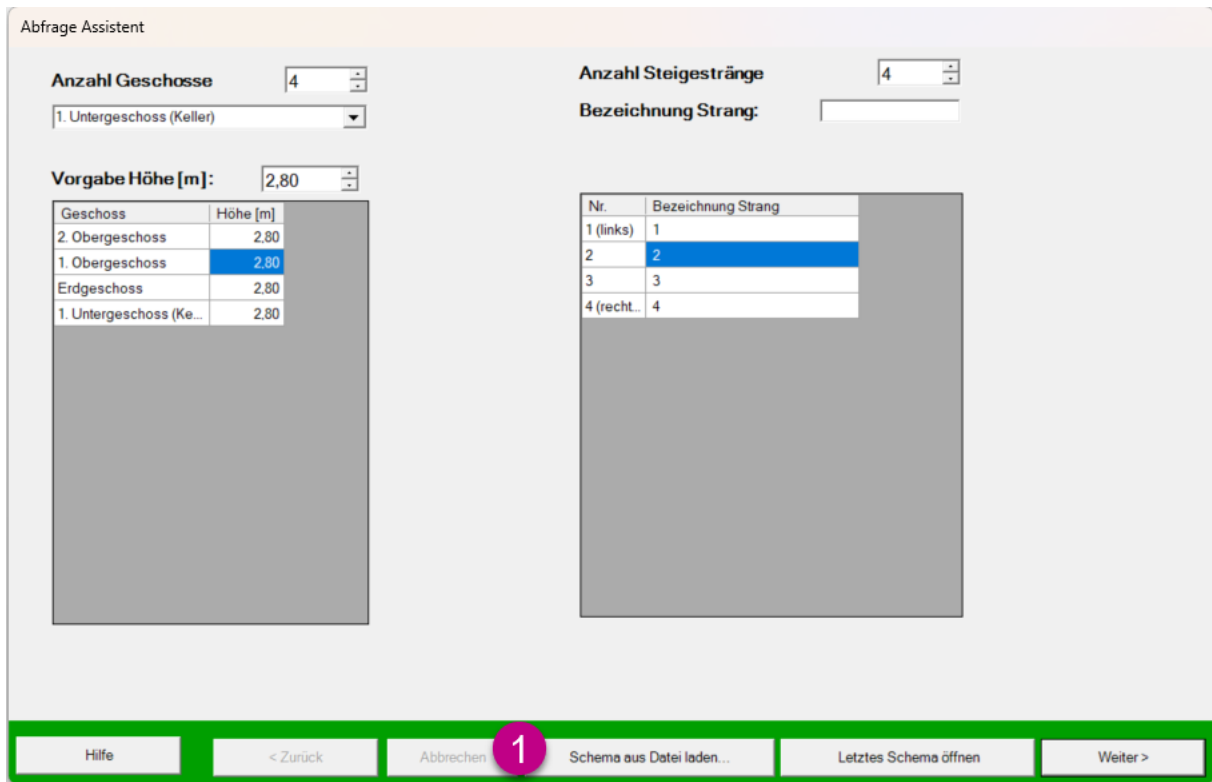 Abfrage Assistent
Anzahl Geschosse 4
1. Untergeschoss (Keller)
Vorgabe Höhe [m]: 2,80
Geschoss Höhe [m]
2. Obergeschoss 2,80
1. Obergeschoss 2,80
Erdgeschoss 2,80
1. Untergeschoss (Ke... 2,80
Anzahl Steigestränge 4
Bezeichnung Strang:
Nr. Bezeichnung Strang
1 (links) 1
2 2
3 3
4 (recht... 4
Hilfe < Zurück Abbrechen 1 Schema aus Datei laden... Letztes Schema öffnen Weiter >